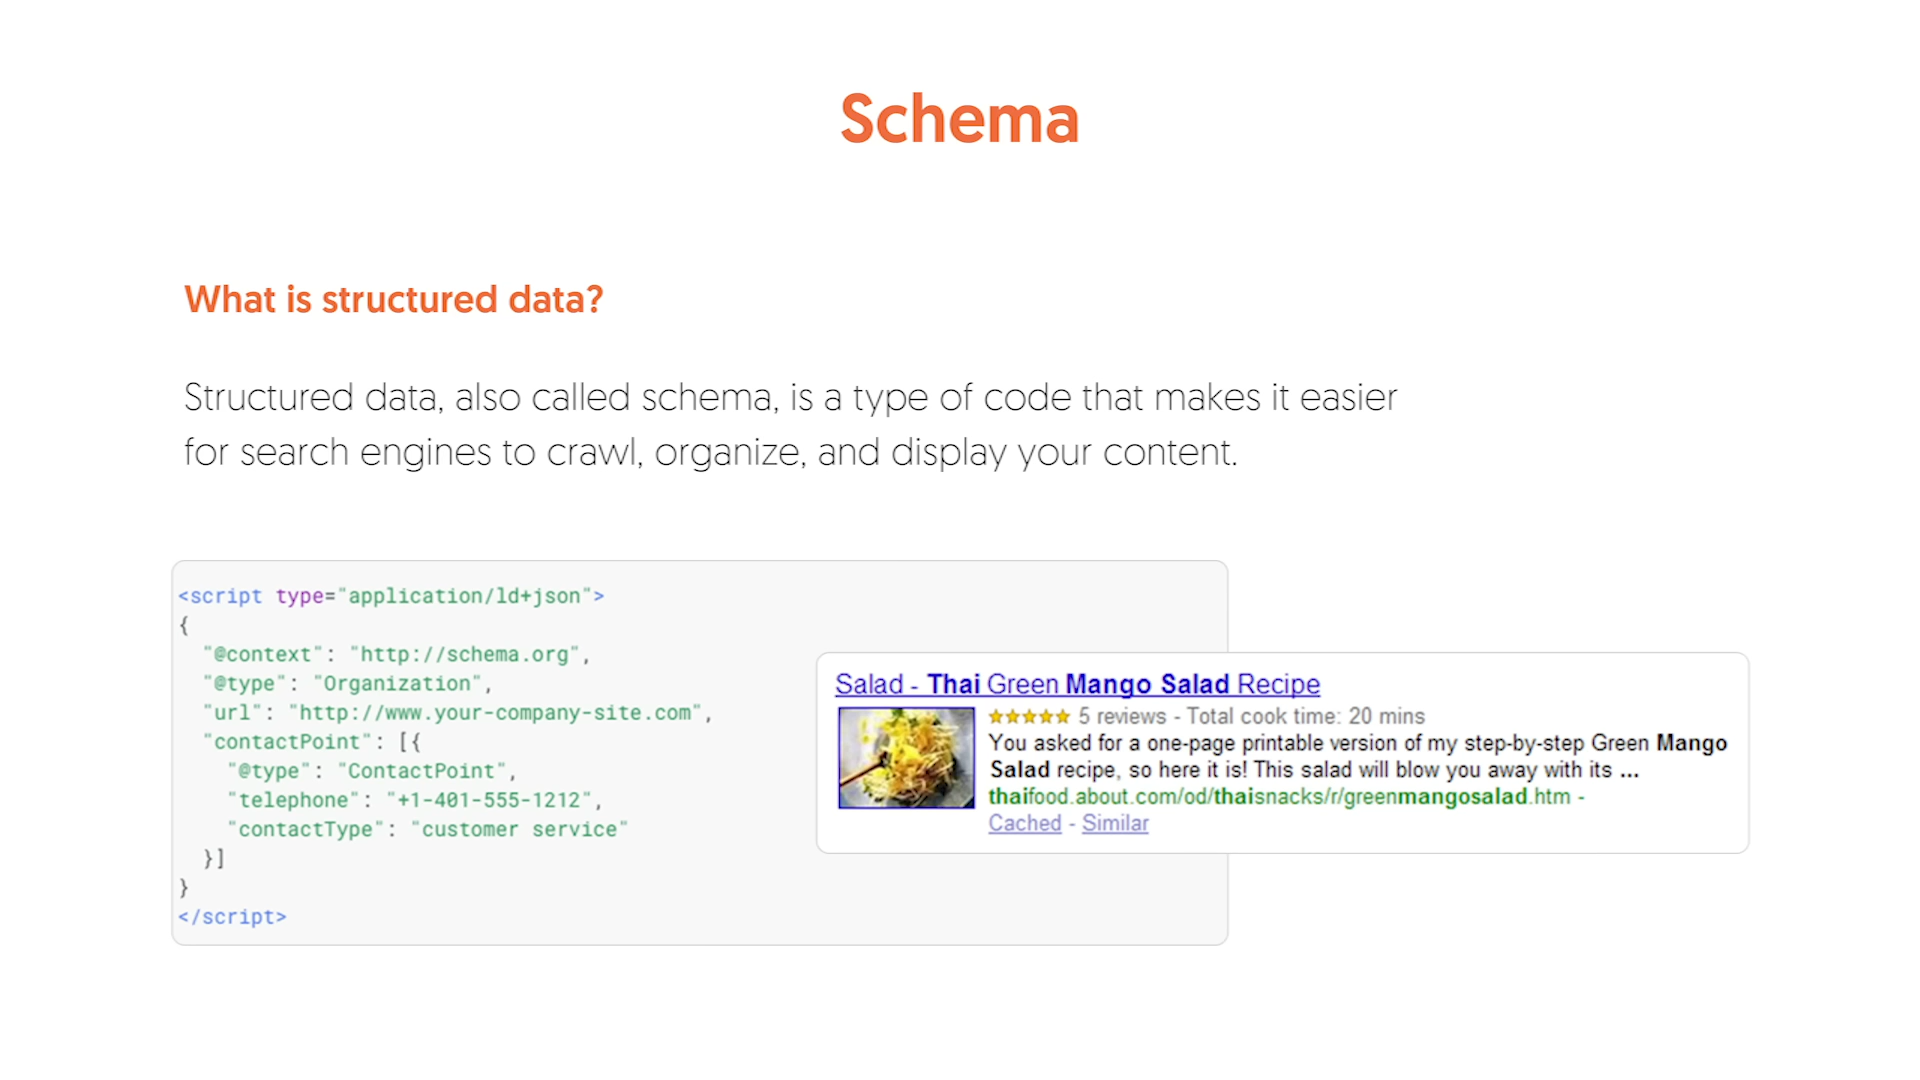 Schema
What is structured data?
Structured data, also called schema, is a type of code that makes it easier
for search engines to crawl, organize, and display your content.
<script type="application/ld+json">
{
  "@context": "http://schema.org",
  "@type": "Organization",
  "url": "http://www.your-company-site.com",
  "contactPoint": [{
    "@type": "ContactPoint",
    "telephone": "+1-401-555-1212",
    "contactType": "customer service"
  }]
}
</script>
Salad - Thai Green Mango Salad Recipe
★★★★★ 5 reviews - Total cook time: 20 mins
You asked for a one-page printable version of my step-by-step Green Mango
Salad recipe, so here it is! This salad will blow you away with its ...
thaifood.about.com/od/thaisnacks/r/greenmangosalad.htm -
Cached - Similar